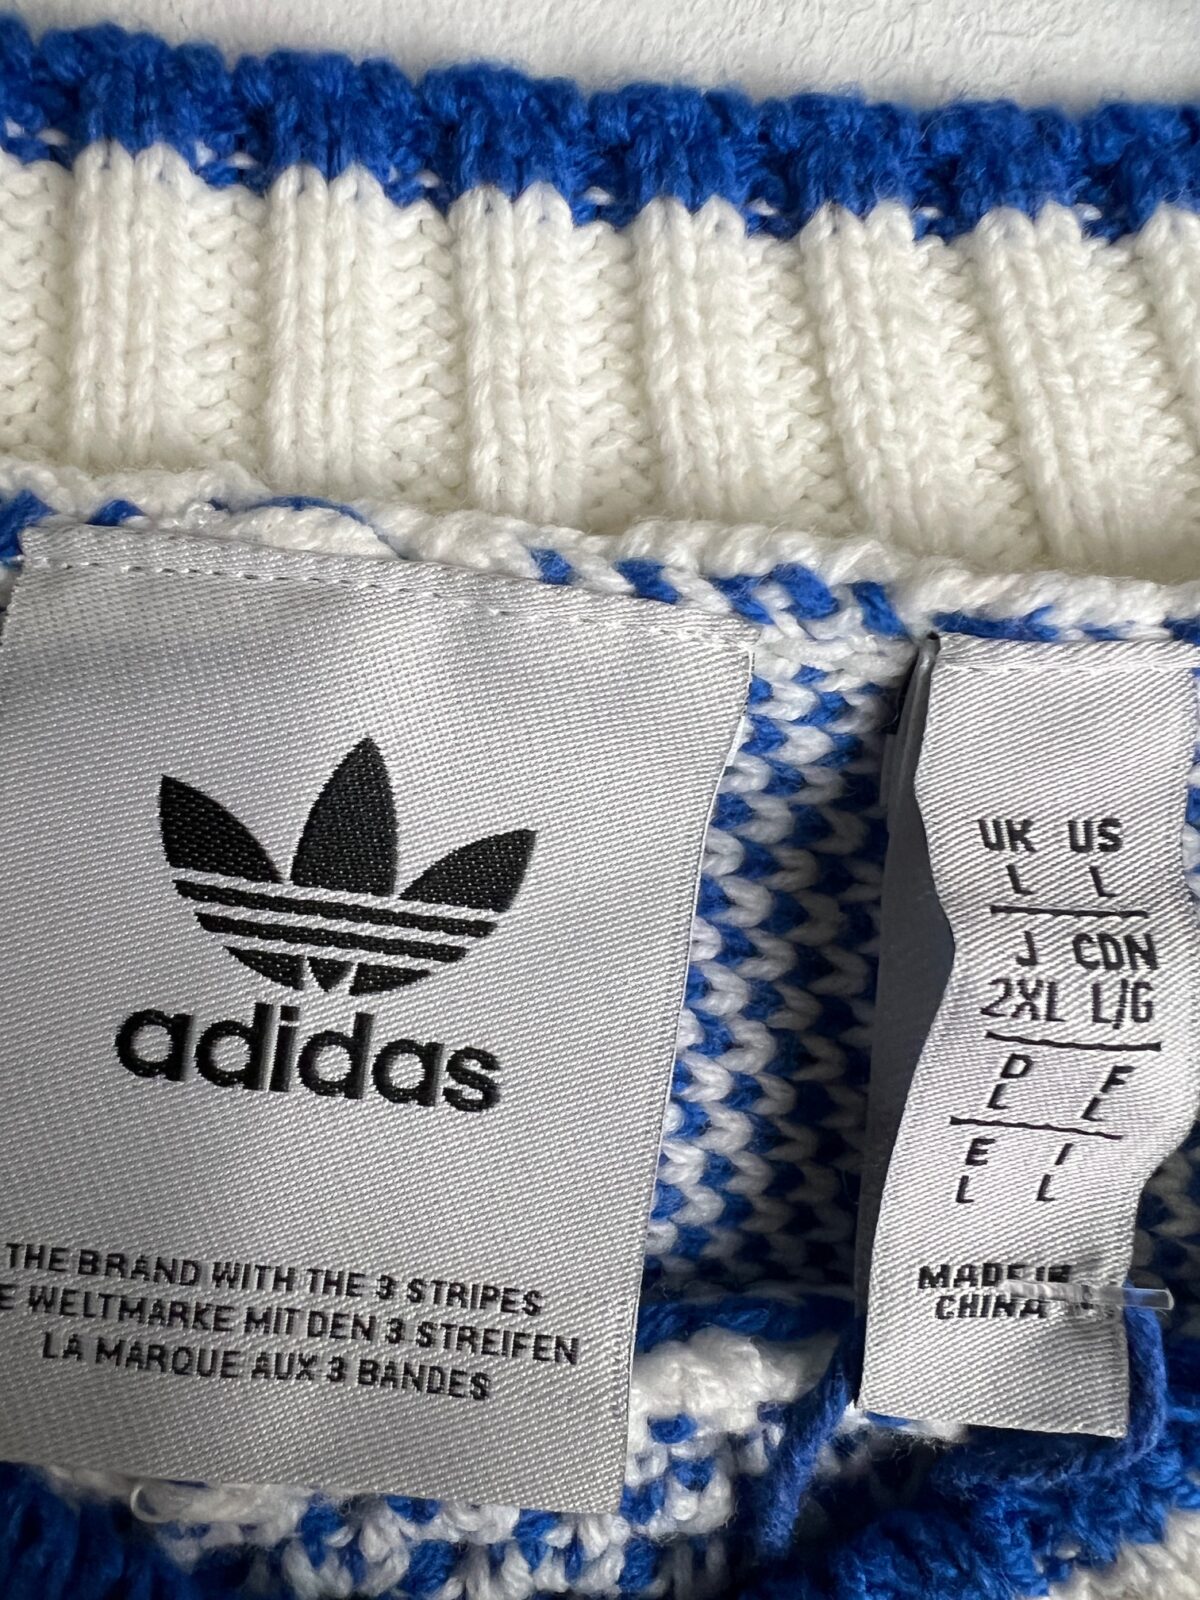 adidas
THE BRAND WITH THE 3 STRIPES
E WELTMARKE MIT DEN 3 STREIFEN
LA MARQUE AUX 3 BANDES
UK US
L L
J CDN
2XL L/G
D F
L L
E I
L L
MADE IN
CHINA